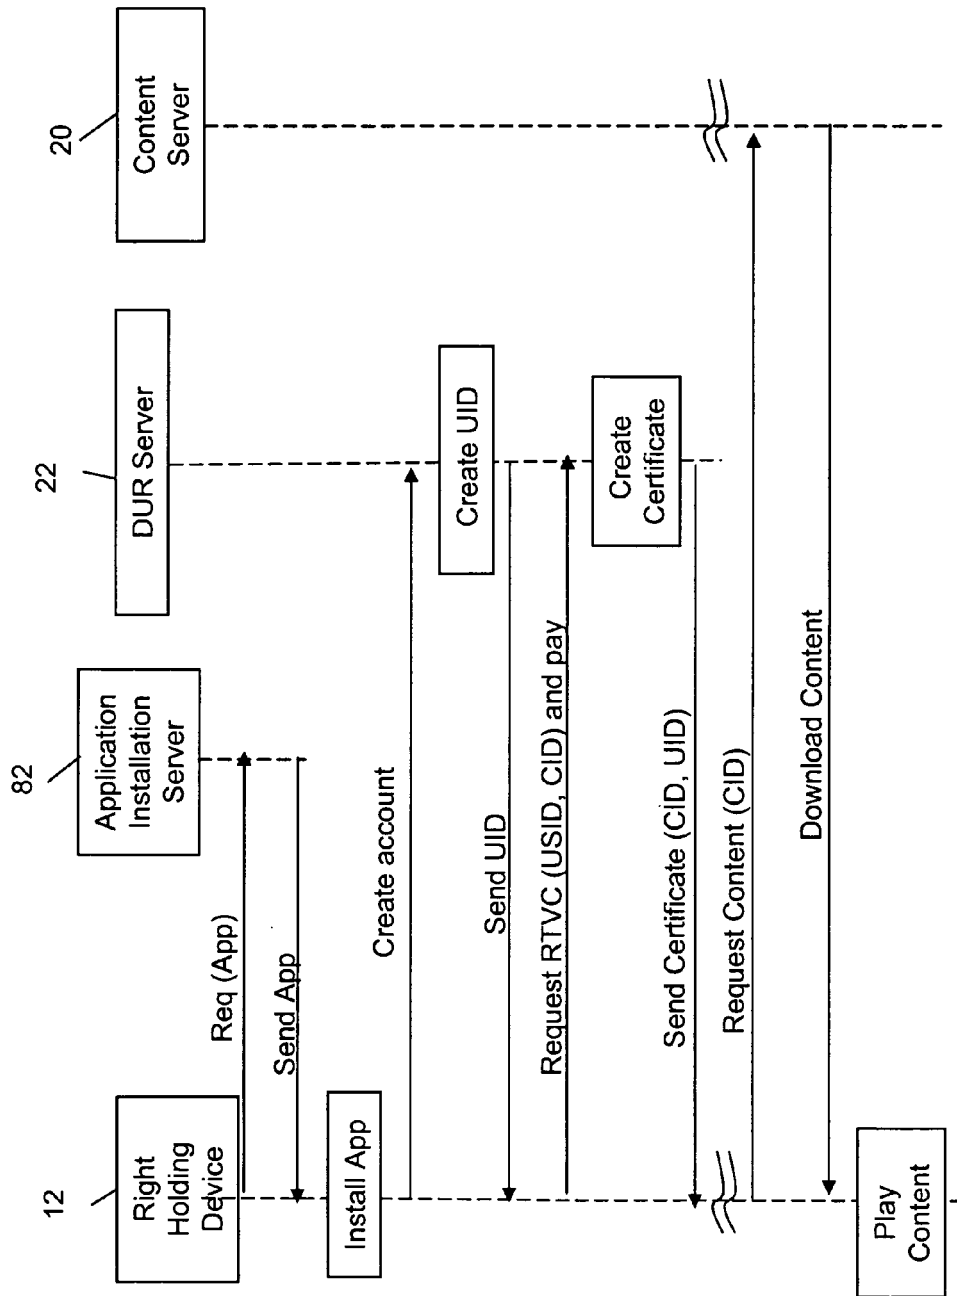 12
Right
Holding
Device
82
Application
Installation
Server
22
DUR Server
20
Content
Server
Req (App)
Send App
Install App
Create account
Create UID
Send UID
Request RTVC (USID, CID) and pay
Create
Certificate
Send Certificate (CID, UID)
Request Content (CID)
Download Content
Play
Content